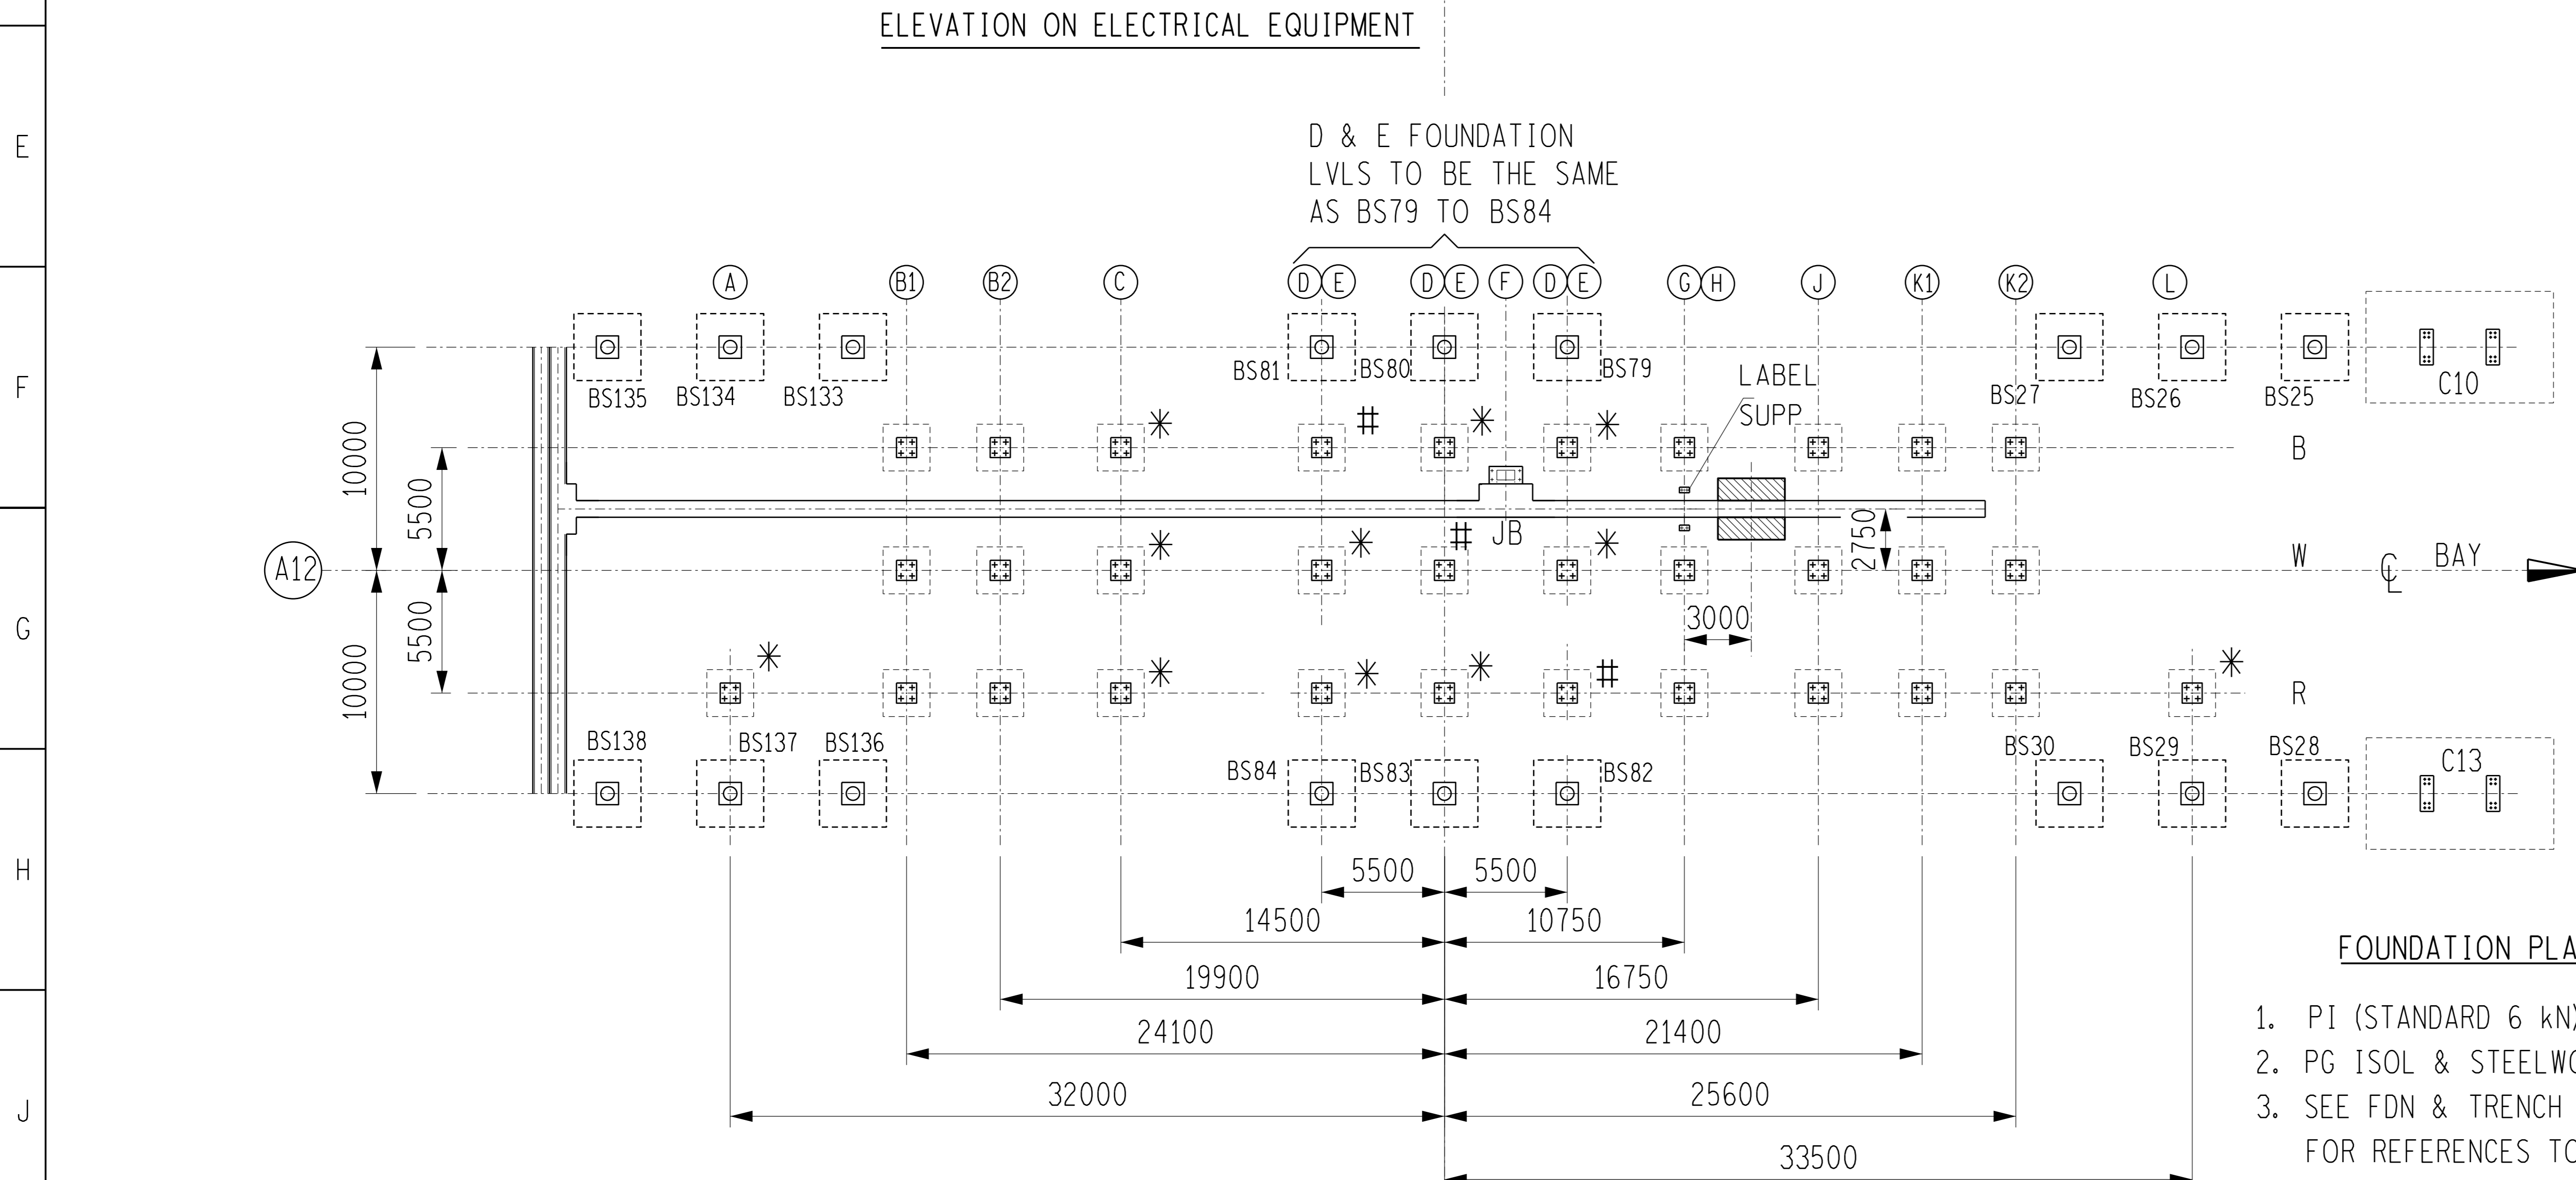 ELEVATION ON ELECTRICAL EQUIPMENT
E
D & E FOUNDATION
LVLS TO BE THE SAME
AS BS79 TO BS84
A B1 B2 C D E D E F D E G H J K1 K2 L
F
BS135 BS134 BS133 BS81 BS80 BS79 BS27 BS26 BS25 C10
LABEL
SUPP
10000
5500
* # * *
B
A12
* * # JB *
2750
W
℄ BAY
G
5500
10000
3000
* * * * # *
R
BS138 BS137 BS136 BS84 BS83 BS82 BS30 BS29 BS28 C13
H
5500 5500
14500 10750
19900 16750
24100 21400
32000 25600
33500
J
FOUNDATION PLA
1. PI (STANDARD 6 kN)
2. PG ISOL & STEELWO
3. SEE FDN & TRENCH
FOR REFERENCES TO